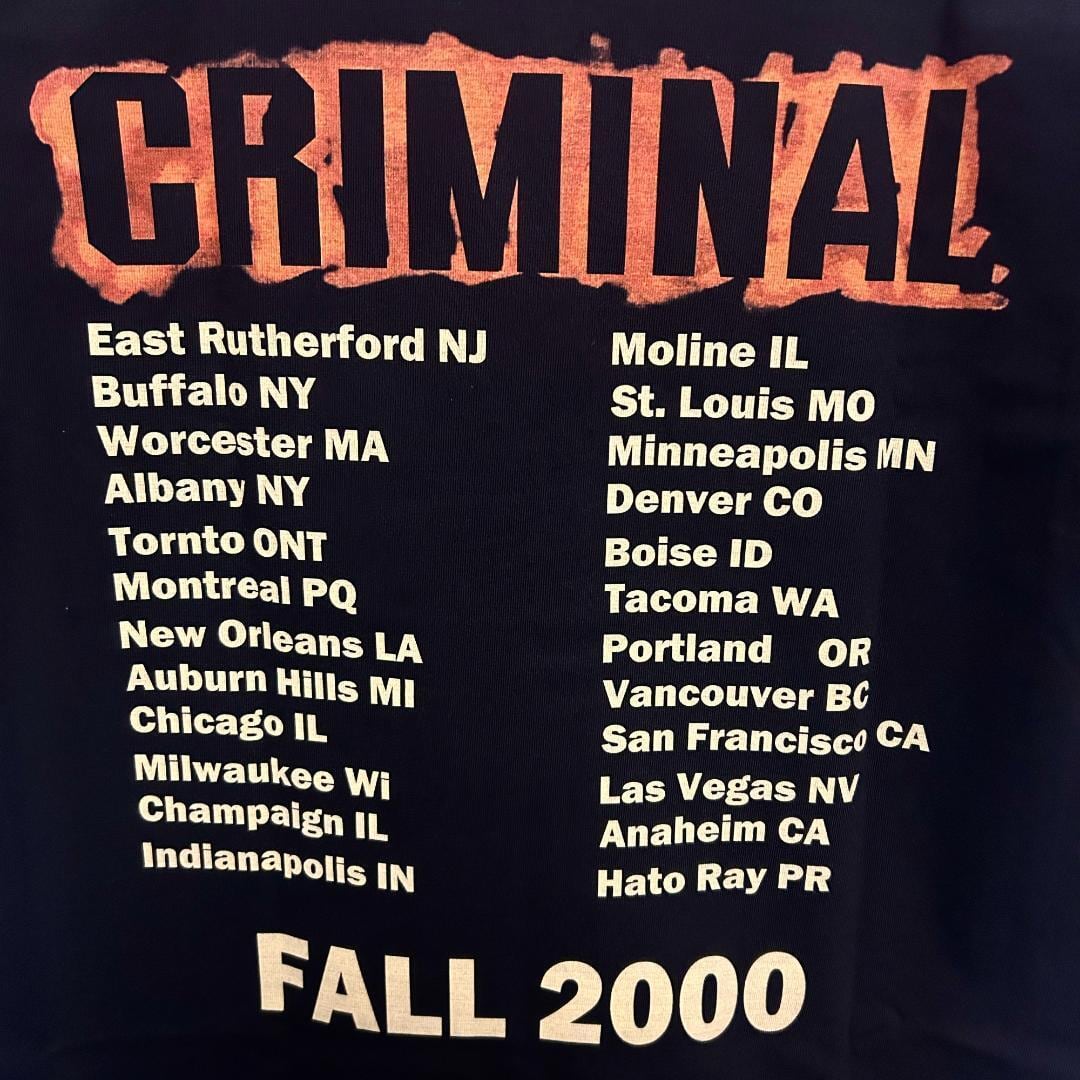 CRIMINAL
East Rutherford NJ
Buffalo NY
Worcester MA
Albany NY
Tornto ONT
Montreal PQ
New Orleans LA
Auburn Hills MI
Chicago IL
Milwaukee Wi
Champaign IL
Indianapolis IN
Moline IL
St. Louis MO
Minneapolis MN
Denver CO
Boise ID
Tacoma WA
Portland OR
Vancouver BC
San Francisco CA
Las Vegas NV
Anaheim CA
Hato Ray PR
FALL 2000